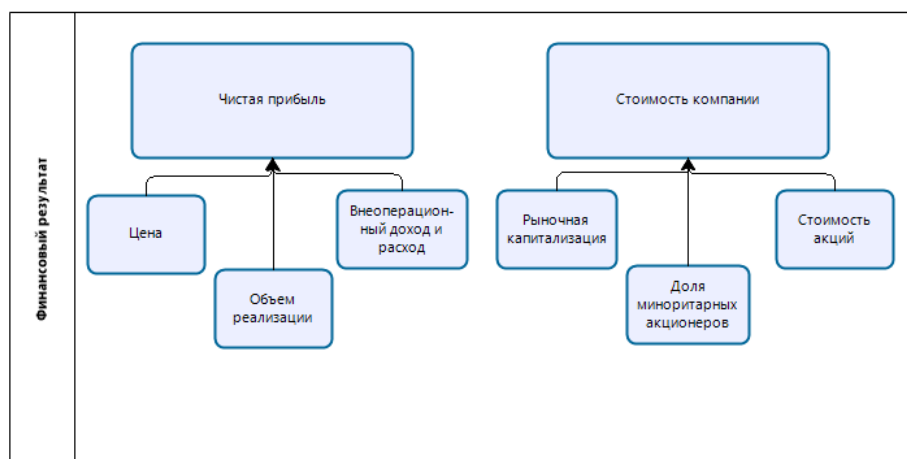 Финансовый результат
Чистая прибыль
Стоимость компании
Цена
Внеоперацион-
ный доход и
расход
Объем
реализации
Рыночная
капитализация
Доля
миноритарных
акционеров
Стоимость
акций